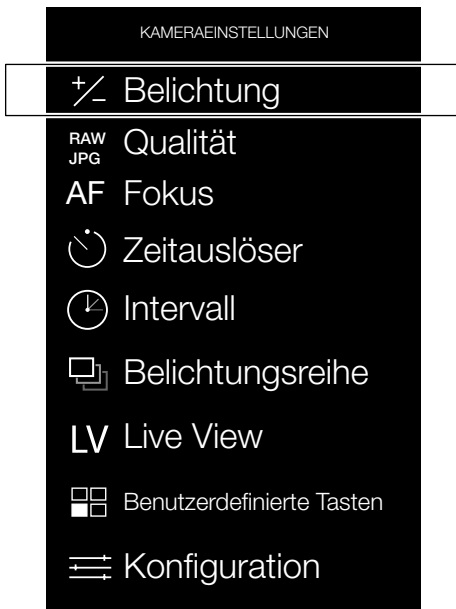 KAMERAEINSTELLUNGEN
+/– Belichtung
RAW
JPG Qualität
AF Fokus
Zeitauslöser
Intervall
Belichtungsreihe
LV Live View
Benutzerdefinierte Tasten
Konfiguration